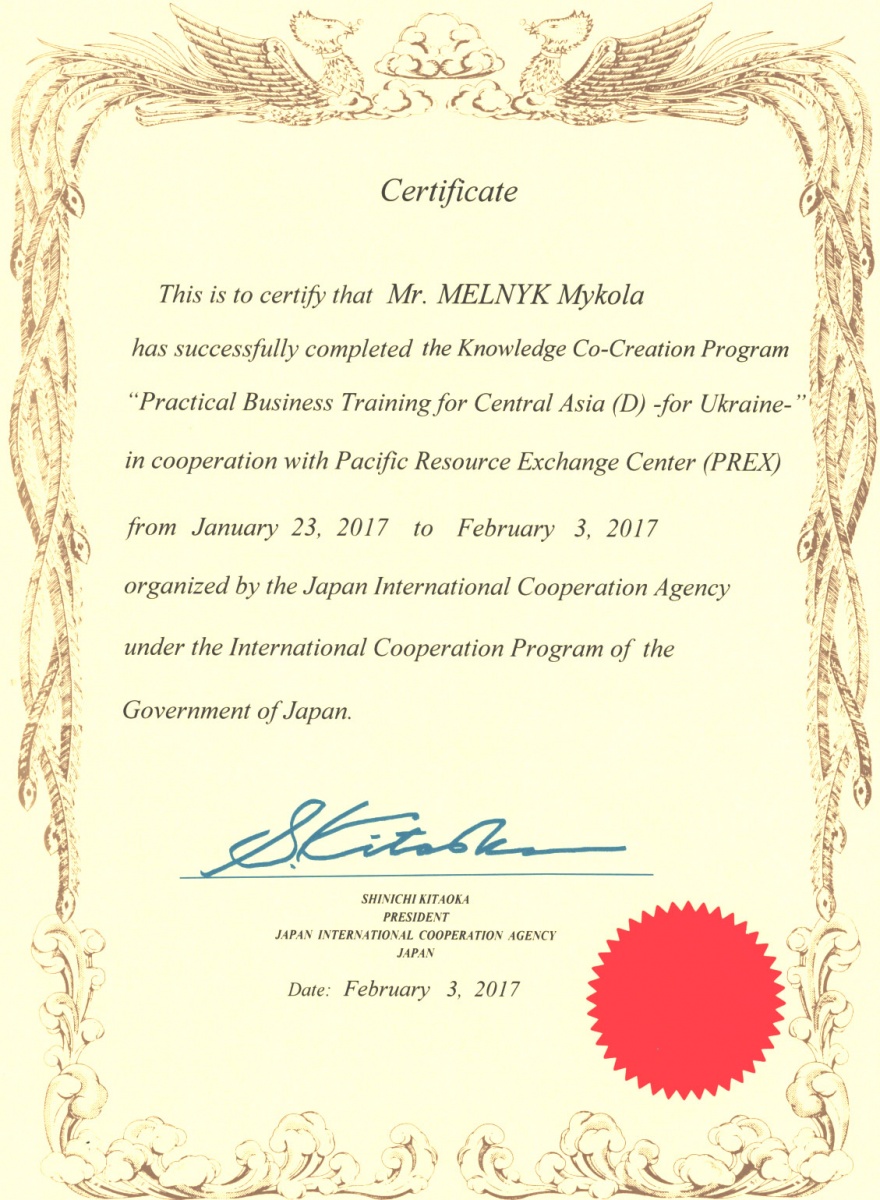 Certificate
This is to certify that Mr. MELNYK Mykola
has successfully completed the Knowledge Co-Creation Program
“Practical Business Training for Central Asia (D) -for Ukraine-”
in cooperation with Pacific Resource Exchange Center (PREX)
from January 23, 2017 to February 3, 2017
organized by the Japan International Cooperation Agency
under the International Cooperation Program of the
Government of Japan.
S.Kitaoka
SHINICHI KITAOKA
PRESIDENT
JAPAN INTERNATIONAL COOPERATION AGENCY
JAPAN
Date: February 3, 2017